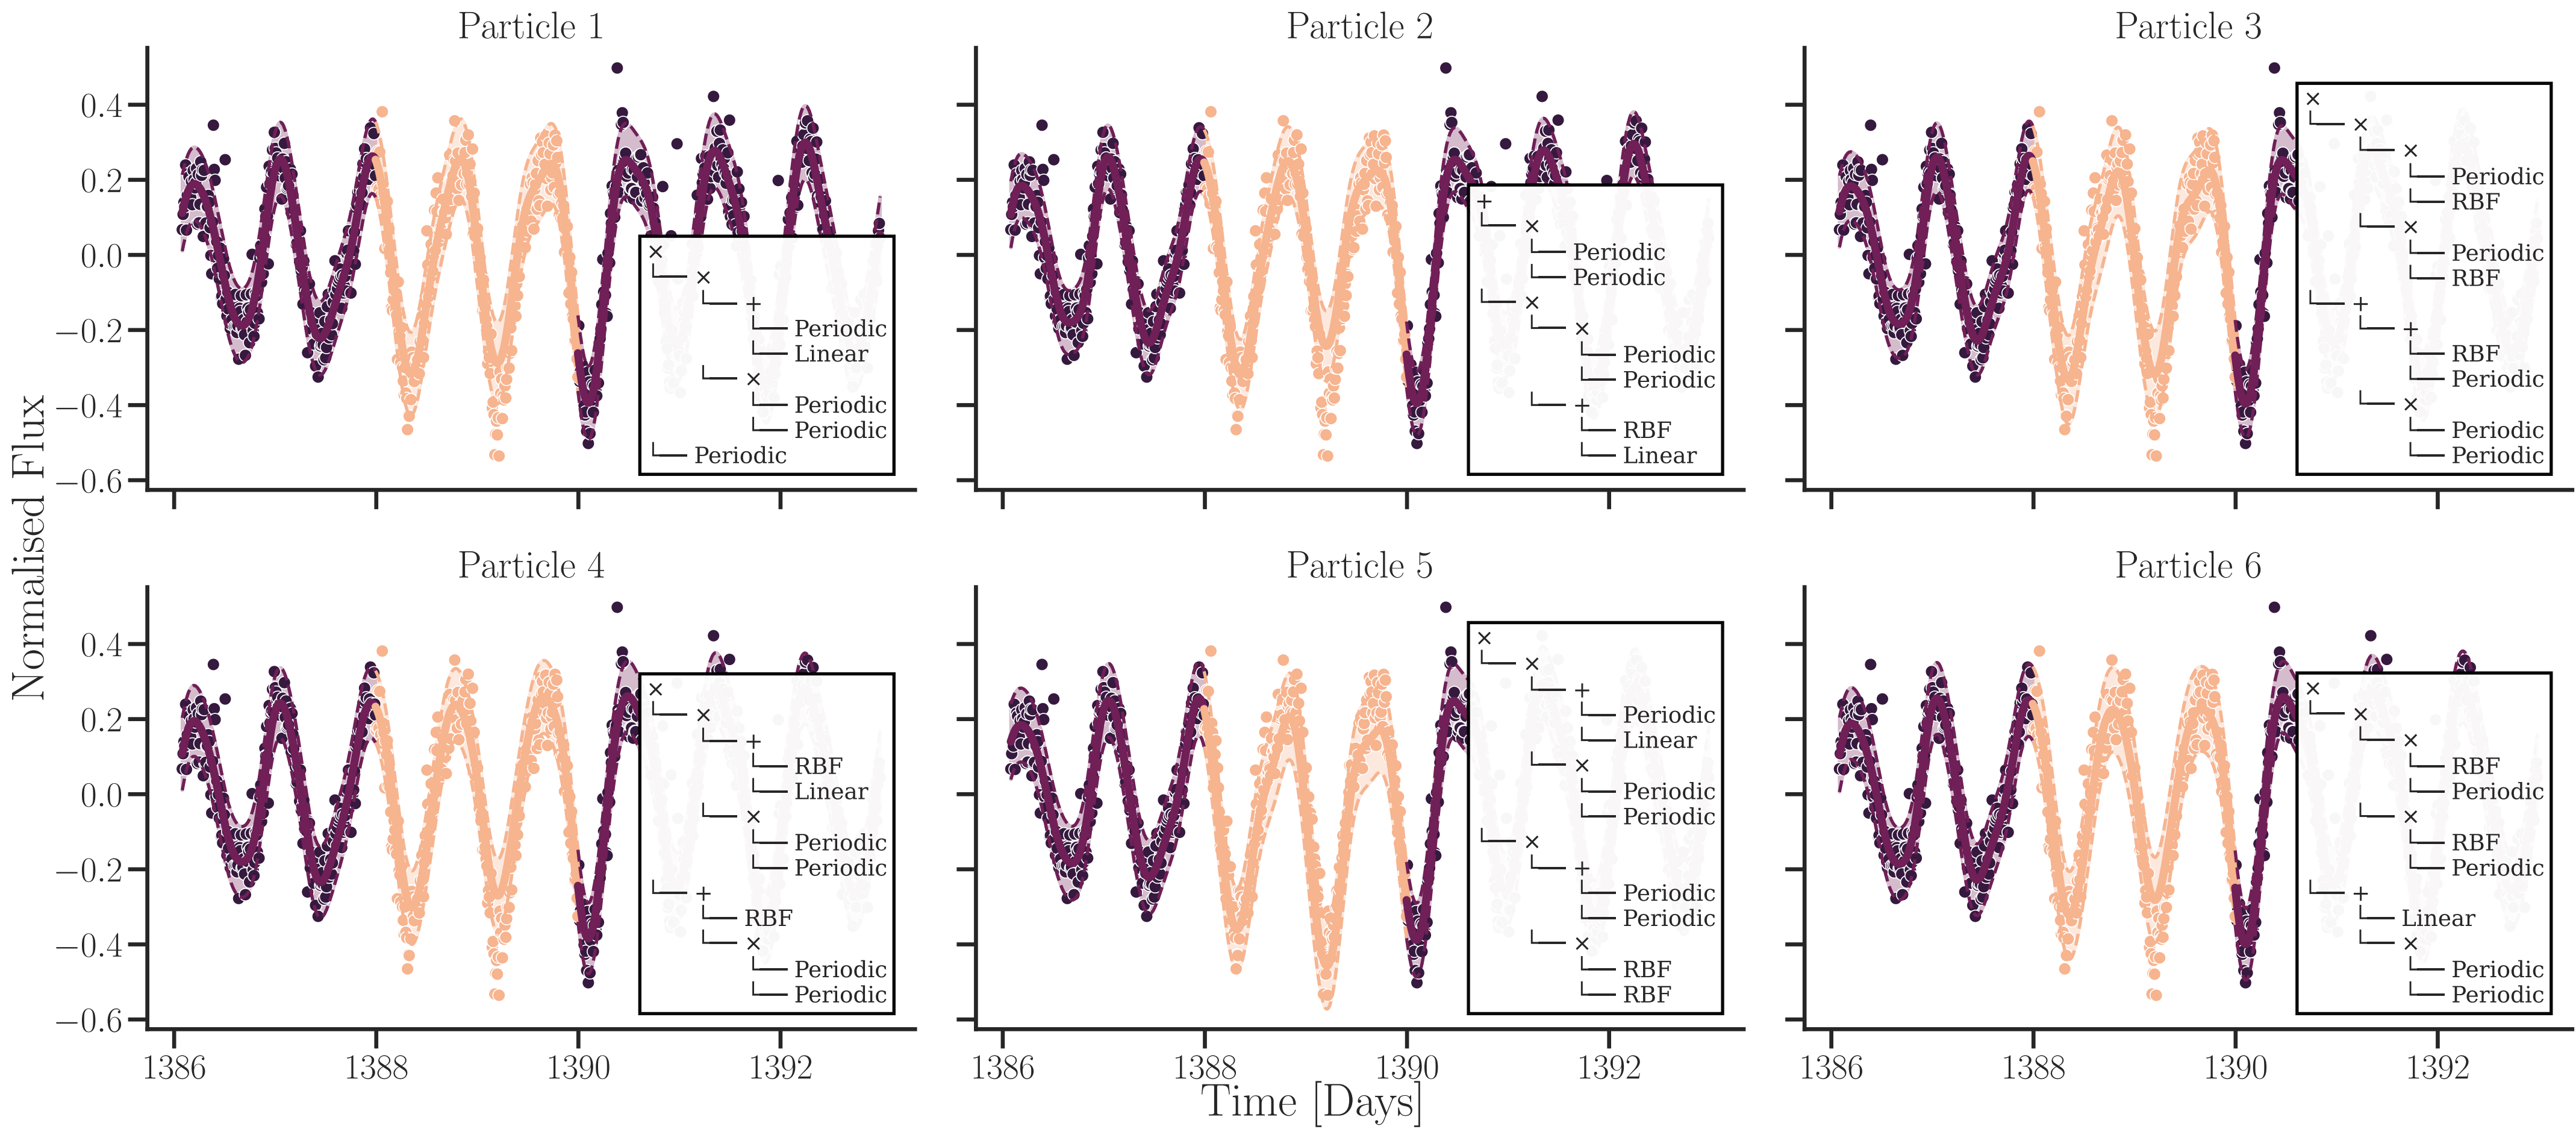 Particle 1
Particle 2
Particle 3
0.4
0.2
0.0
−0.2
−0.4
−0.6
×
×
+
Periodic
Linear
×
Periodic
Periodic
Periodic
+
×
Periodic
Periodic
×
×
Periodic
Periodic
+
RBF
Linear
×
×
×
Periodic
RBF
×
Periodic
RBF
+
+
RBF
Periodic
×
Periodic
Periodic
Normalised Flux
Particle 4
Particle 5
Particle 6
0.4
0.2
0.0
−0.2
−0.4
−0.6
×
×
+
RBF
Linear
×
Periodic
Periodic
+
RBF
×
Periodic
Periodic
×
×
+
Periodic
Linear
×
Periodic
Periodic
×
+
Periodic
Periodic
×
RBF
RBF
×
×
×
RBF
Periodic
×
RBF
Periodic
+
Linear
×
Periodic
Periodic
1386 1388 1390 1392
1386 1388 1390 1392
1386 1388 1390 1392
Time [Days]